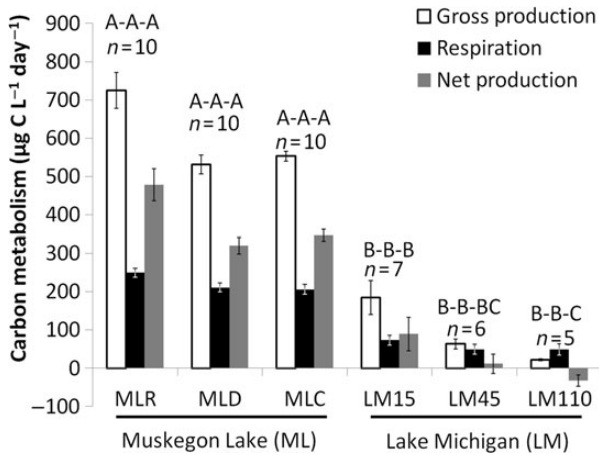 Carbon metabolism (μg C L⁻¹ day⁻¹)
900
800
700
600
500
400
300
200
100
0
−100
Gross production
Respiration
Net production
A-A-A
n=10
A-A-A
n=10
A-A-A
n=10
B-B-B
n=7
B-B-BC
n=6
B-B-C
n=5
MLR MLD MLC LM15 LM45 LM110
Muskegon Lake (ML) Lake Michigan (LM)